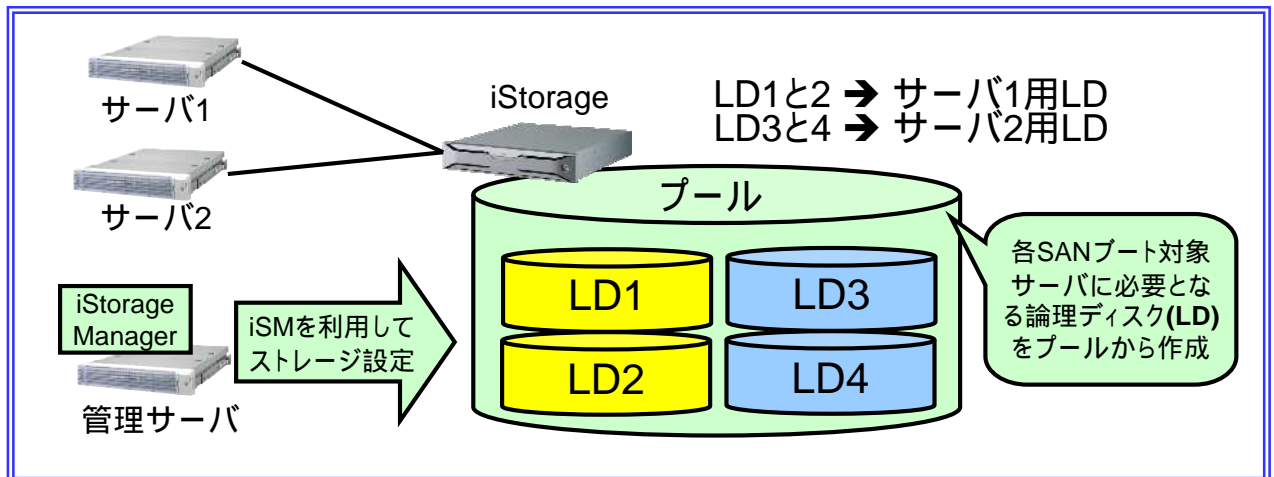 サーバ1
サーバ2
iStorage
LD1と2 ➔ サーバ1用LD
LD3と4 ➔ サーバ2用LD
プール
LD1
LD3
LD2
LD4
各SANブート対象
サーバに必要とな
る論理ディスク(LD)
をプールから作成
iStorage
Manager
iSMを利用して
ストレージ設定
管理サーバ